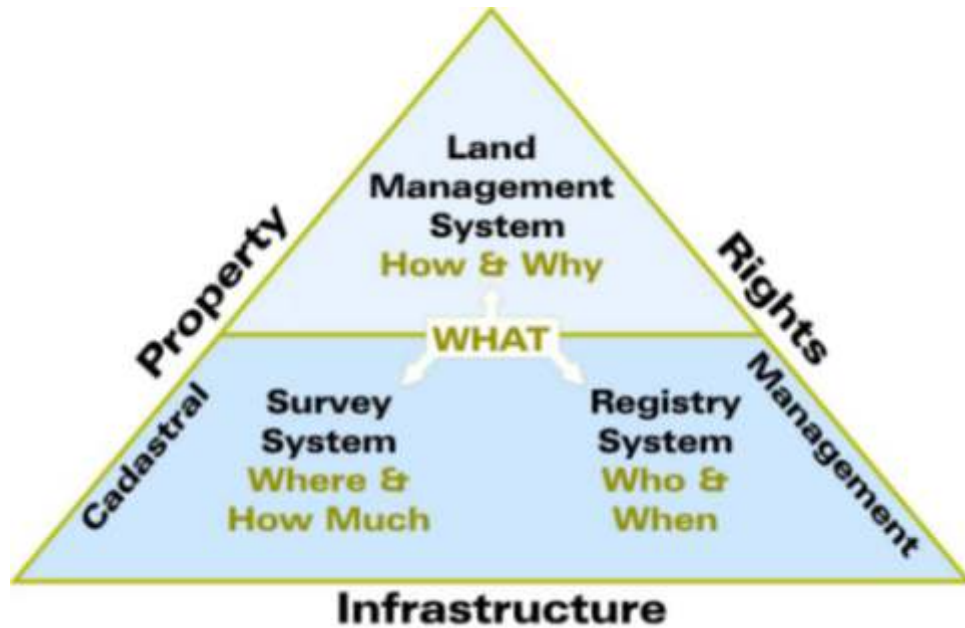 Land
Management
System
How & Why
Property
Rights
WHAT
Cadastral
Management
Survey
System
Where &
How Much
Registry
System
Who &
When
Infrastructure